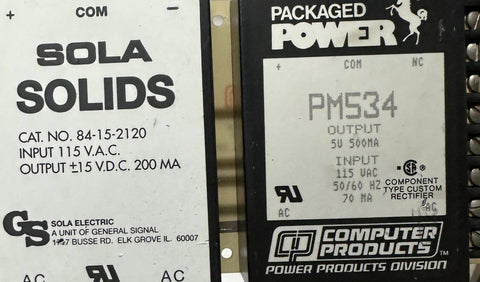 + COM −
SOLA
SOLIDS
CAT. NO. 84-15-2120
INPUT 115 V.A.C.
OUTPUT ±15 V.D.C. 200 MA
GS SOLA ELECTRIC
A UNIT OF GENERAL SIGNAL
1717 BUSSE RD. ELK GROVE IL. 60007
AC AC
PACKAGED
POWER
+ COM NC
PM534
OUTPUT
5V 500MA
INPUT
115 VAC
50/60 HZ
70 MA
COMPONENT
TYPE CUSTOM
RECTIFIER
AC AC
CP COMPUTER
PRODUCTS™
POWER PRODUCTS DIVISION